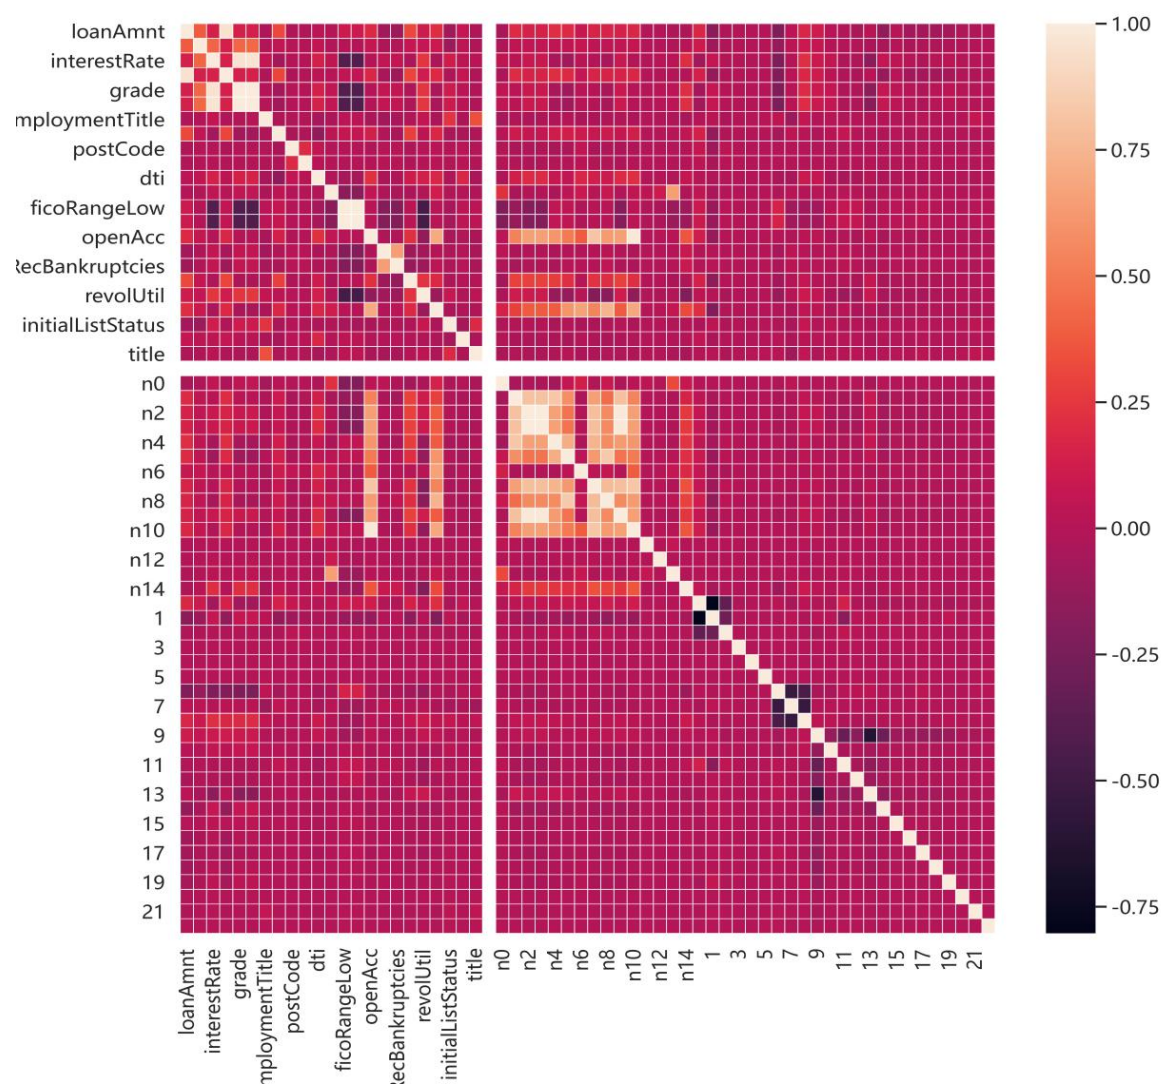 loanAmnt
interestRate
grade
mploymentTitle
postCode
dti
ficoRangeLow
openAcc
RecBankruptcies
revolUtil
initialListStatus
title
n0
n2
n4
n6
n8
n10
n12
n14
1
3
5
7
9
11
13
15
17
19
21
loanAmnt
interestRate
grade
mploymentTitle
postCode
dti
ficoRangeLow
openAcc
RecBankruptcies
revolUtil
initialListStatus
title
n0
n2
n4
n6
n8
n10
n12
n14
1
3
5
7
9
11
13
15
17
19
21
1.00
0.75
0.50
0.25
0.00
-0.25
-0.50
-0.75